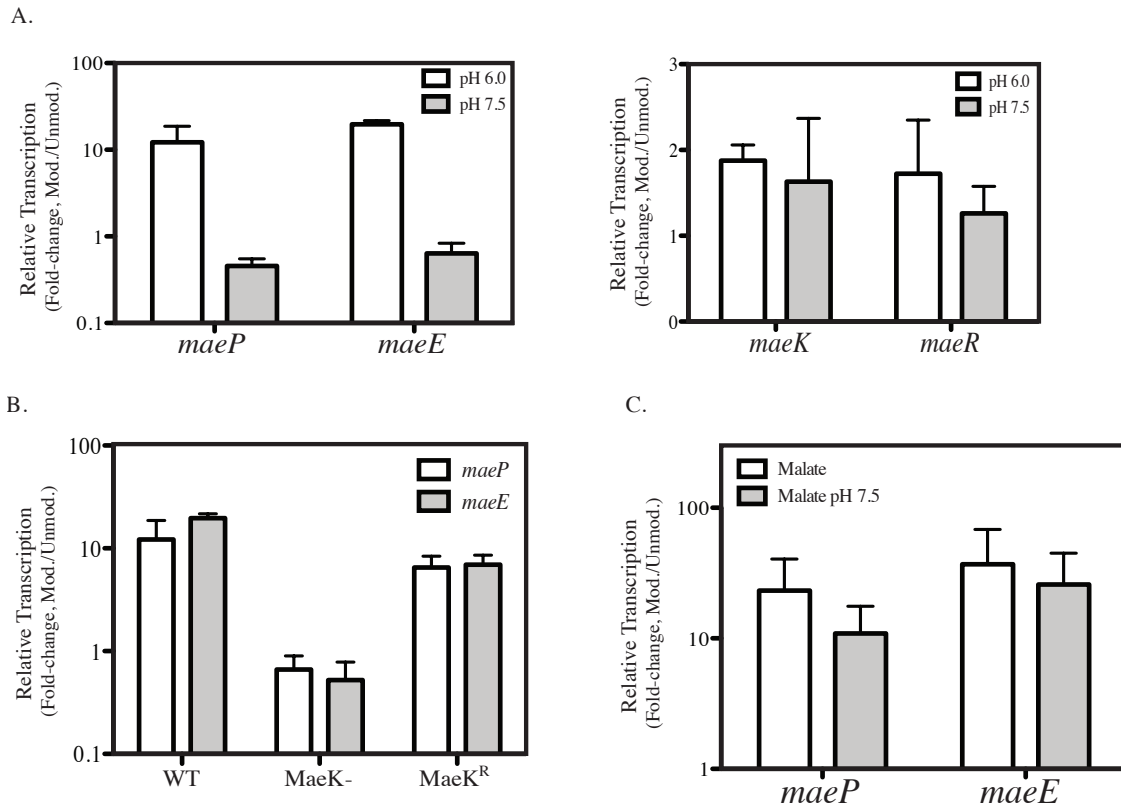 A.
Relative Transcription
(Fold-change, Mod./Unmod.)
100
10
1
0.1
pH 6.0
pH 7.5
maeP
maeE
Relative Transcription
(Fold-change, Mod./Unmod.)
3
2
1
0
pH 6.0
pH 7.5
maeK
maeR
B.
Relative Transcription
(Fold-change, Mod./Unmod.)
100
10
1
0.1
maeP
maeE
WT
MaeK-
MaeK^R
C.
Relative Transcription
(Fold-change, Mod./Unmod.)
100
10
1
Malate
Malate pH 7.5
maeP
maeE